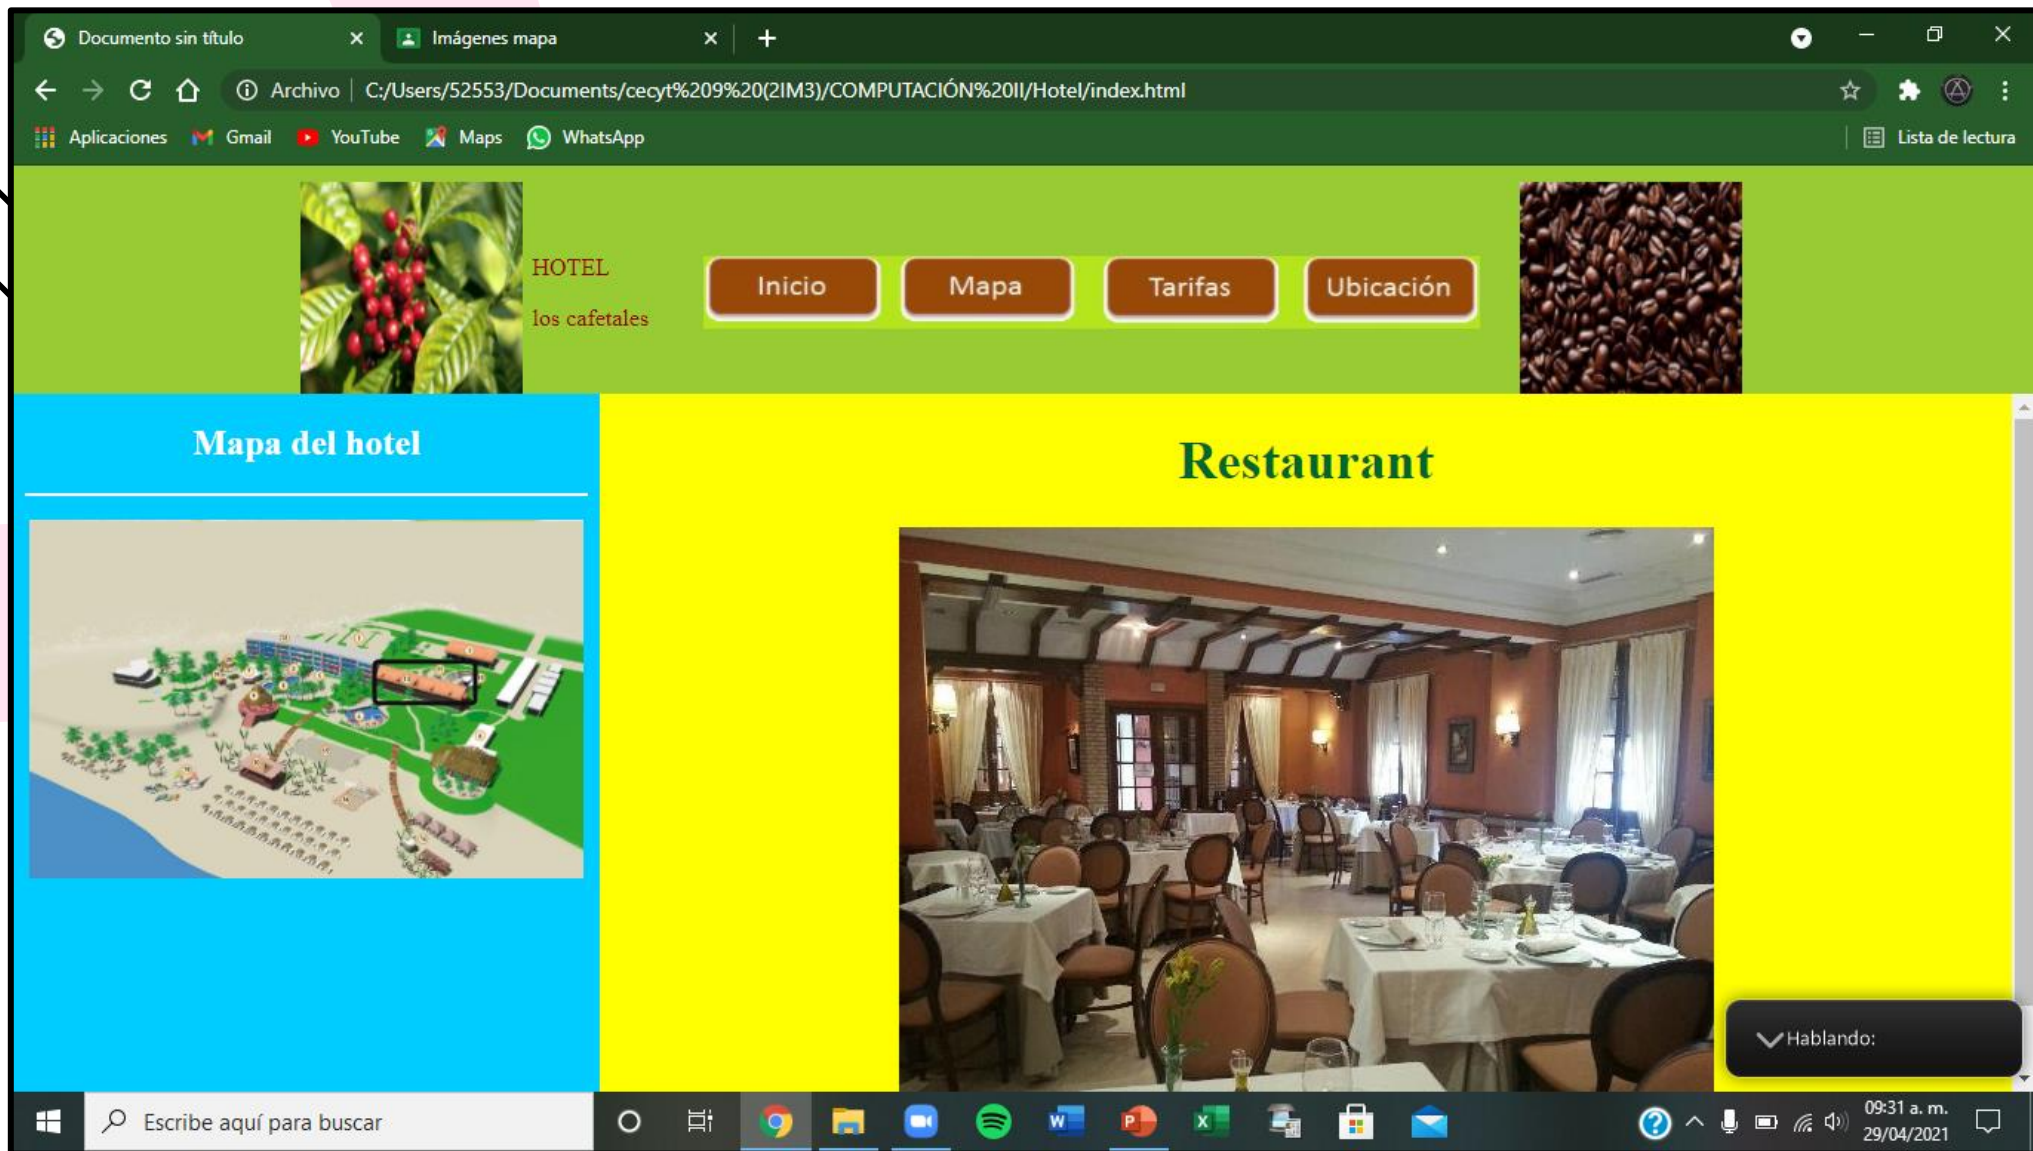 Documento sin título
Imágenes mapa
Archivo | C:/Users/52553/Documents/cecyt%209%20(2IM3)/COMPUTACIÓN%20II/Hotel/index.html
Aplicaciones Gmail YouTube Maps WhatsApp Lista de lectura
HOTEL
los cafetales
Inicio Mapa Tarifas Ubicación
Mapa del hotel
Restaurant
Hablando:
Escribe aquí para buscar
09:31 a. m.
29/04/2021